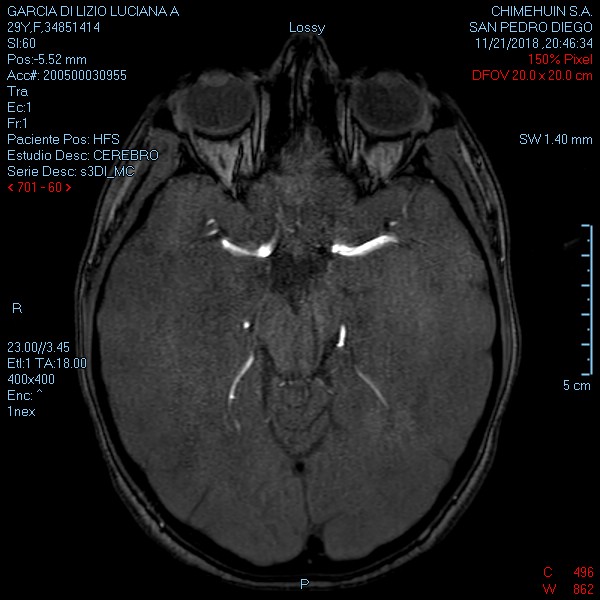 GARCIA DI LIZIO LUCIANA A
29Y,F,34851414
Sl:60
Pos:-5.52 mm
Acc#: 200500030955
Tra
Ec:1
Fr:1
Paciente Pos: HFS
Estudio Desc: CEREBRO
Serie Desc: s3DI_MC
< 701 - 60 >
Lossy
CHIMEHUIN S.A.
SAN PEDRO DIEGO
11/21/2018 ,20:46:34
150% Pixel
DFOV 20.0 x 20.0 cm
SW 1.40 mm
R
23.00//3.45
Etl:1 TA:18.00
400x400
Enc: ^
1nex
5 cm
P
C 496
W 862